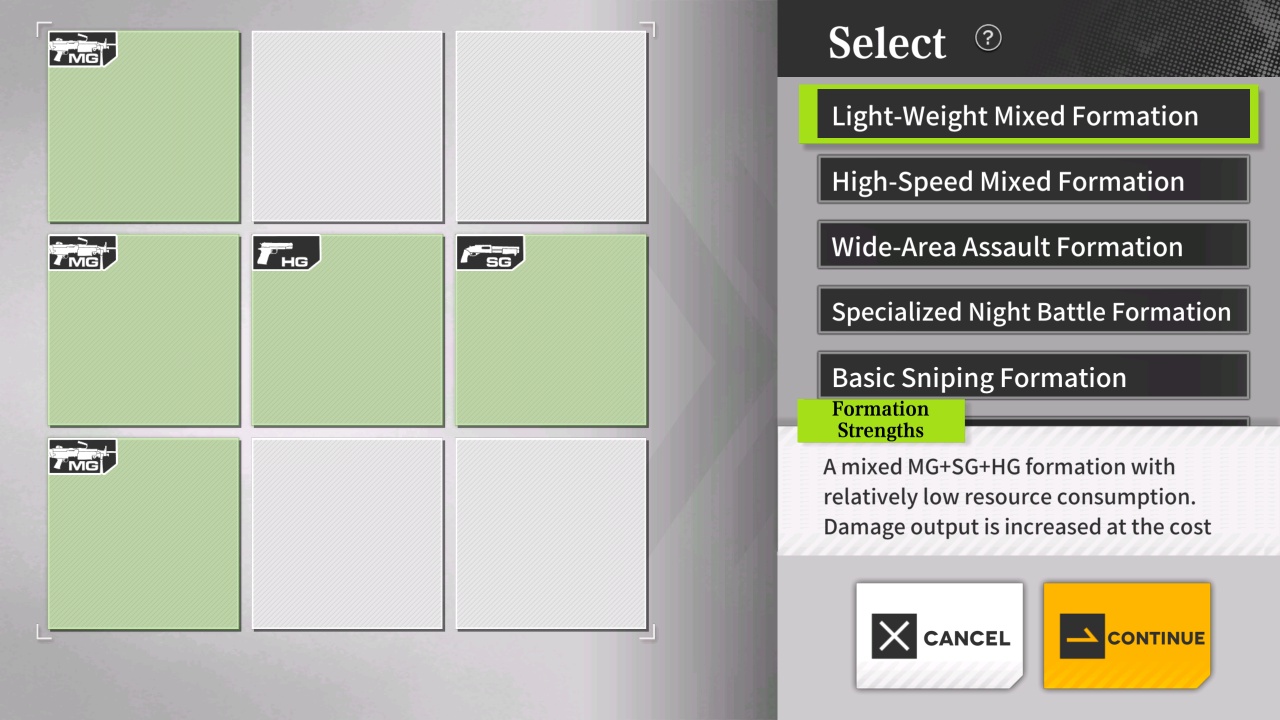 MG
MG
HG
SG
MG
Select ?
Light-Weight Mixed Formation
High-Speed Mixed Formation
Wide-Area Assault Formation
Specialized Night Battle Formation
Basic Sniping Formation
Formation
Strengths
A mixed MG+SG+HG formation with
relatively low resource consumption.
Damage output is increased at the cost
CANCEL
CONTINUE